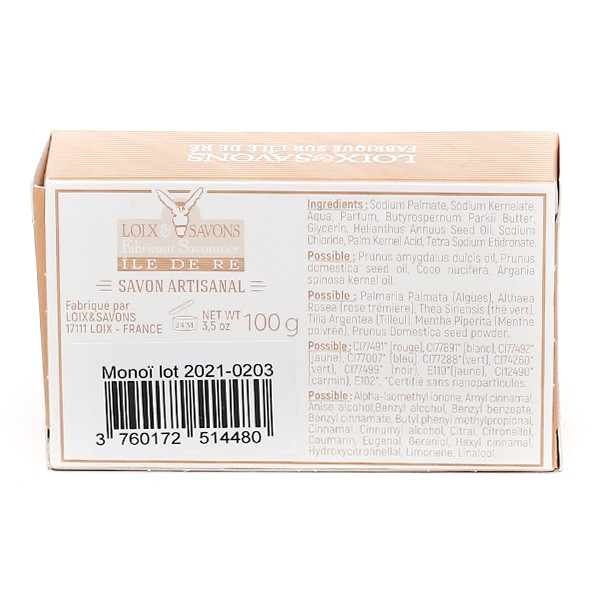 LOIX & SAVONS
FABRIQUÉ SUR L'ÎLE DE RÉ
LOIX & SAVONS
Fabricant Savonnier
ÎLE DE RÉ
SAVON ARTISANAL
Fabriqué par
LOIX&SAVONS
17111 LOIX - FRANCE
24 M
NET WT
3,5 oz
100 g
Monoï lot 2021-0203
3 760172 514480
Ingrédients : Sodium Palmate, Sodium Kernelate,
Aqua, Parfum, Butyrospernum Parkii Butter,
Glycerin, Helianthus Annuus Seed Oil, Sodium
Chloride, Palm Kernel Acid, Tetra Sodium Etidronate.
Possible : Prunus amygdalus dulcis oil, Prunus
domestica seed oil, Coco nucifera, Argania
spinosa kernel oil.
Possible : Palmaria Palmata (Algues), Althaea
Rosea (rose trémière), Thea Sinensis (thé vert),
Tilia Argentea (Tilleul), Mentha Piperita (Menthe
poivrée), Prunus Domestica seed powder.
Possible : CI77491* (rouge), CI77891*(blanc), CI77492*
(jaune), CI77007* (bleu), CI77288*(vert), CI74260*
(vert), CI77499* (noir), E110*(jaune), CI12490*
(carmin), E102*. *Certifié sans nanoparticules.
Possible : Alpha-Isomethyl ionone, Amyl cinnamal,
Anise alcohol,Benzyl alcohol, Benzyl benzoate,
Benzyl cinnamate, Butyl phenyl methylpropional,
Cinnamal, Cinnamyl alcohol, Citral, Citronellol,
Coumarin, Eugenol, Geraniol, Hexyl cinnamal,
Hydroxycitronnellal, Limonene, Linalool.